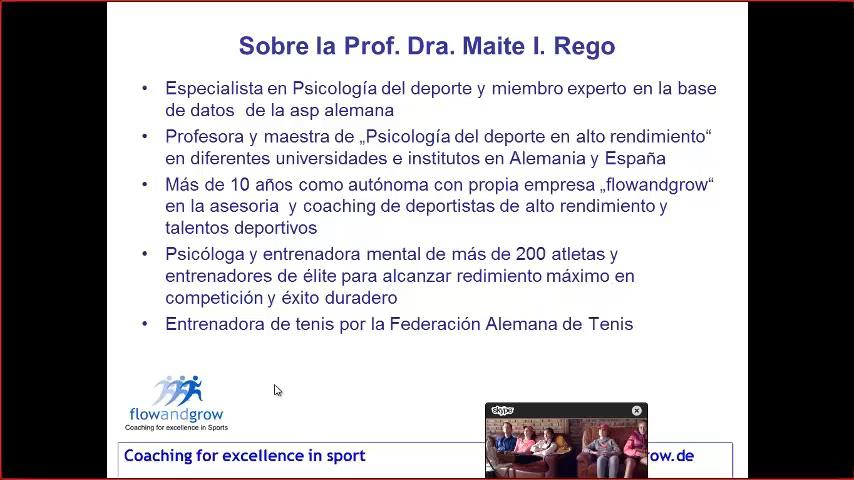 Sobre la Prof. Dra. Maite I. Rego
• Especialista en Psicología del deporte y miembro experto en la base
de datos de la asp alemana
• Profesora y maestra de „Psicología del deporte en alto rendimiento“
en diferentes universidades e institutos en Alemania y España
• Más de 10 años como autónoma con propia empresa „flowandgrow“
en la asesoria y coaching de deportistas de alto rendimiento y
talentos deportivos
• Psicóloga y entrenadora mental de más de 200 atletas y
entrenadores de élite para alcanzar redimiento máximo en
competición y éxito duradero
• Entrenadora de tenis por la Federación Alemana de Tenis
flowandgrow
Coaching for excellence in Sports
skype
Coaching for excellence in sport
row.de